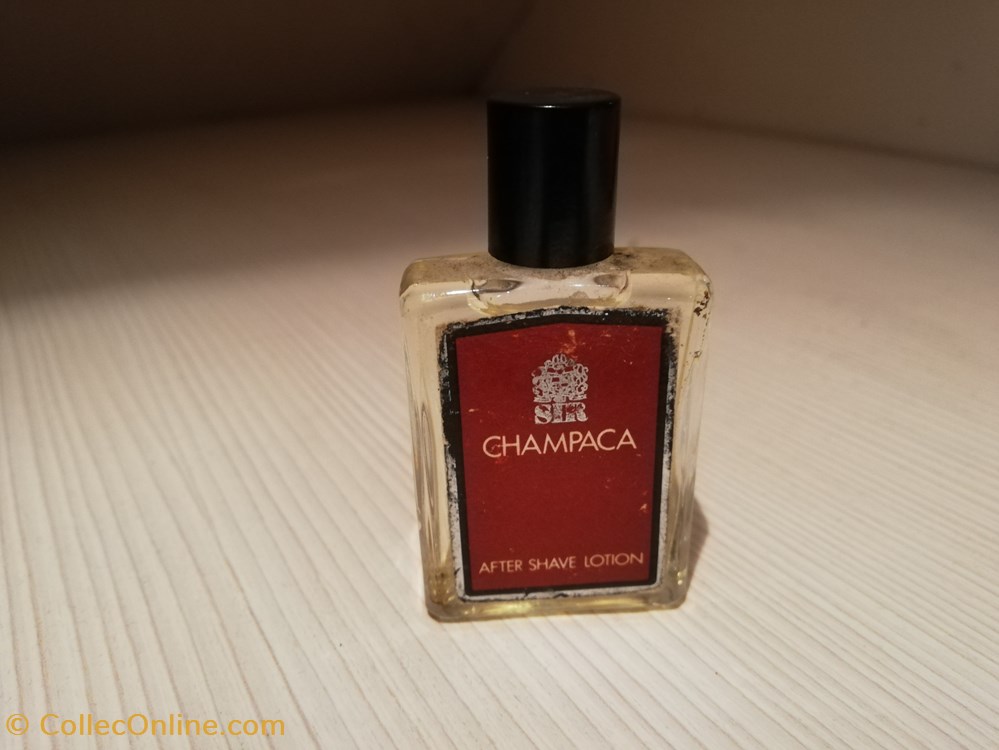 SIR
CHAMPACA
AFTER SHAVE LOTION
© CollecOnline.com